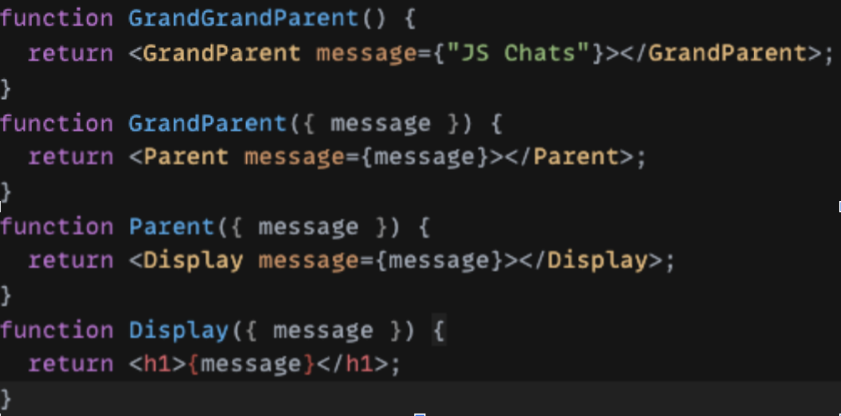 function GrandGrandParent() {
  return <GrandParent message={"JS Chats"}></GrandParent>;
}
function GrandParent({ message }) {
  return <Parent message={message}></Parent>;
}
function Parent({ message }) {
  return <Display message={message}></Display>;
}
function Display({ message }) {
  return <h1>{message}</h1>;
}